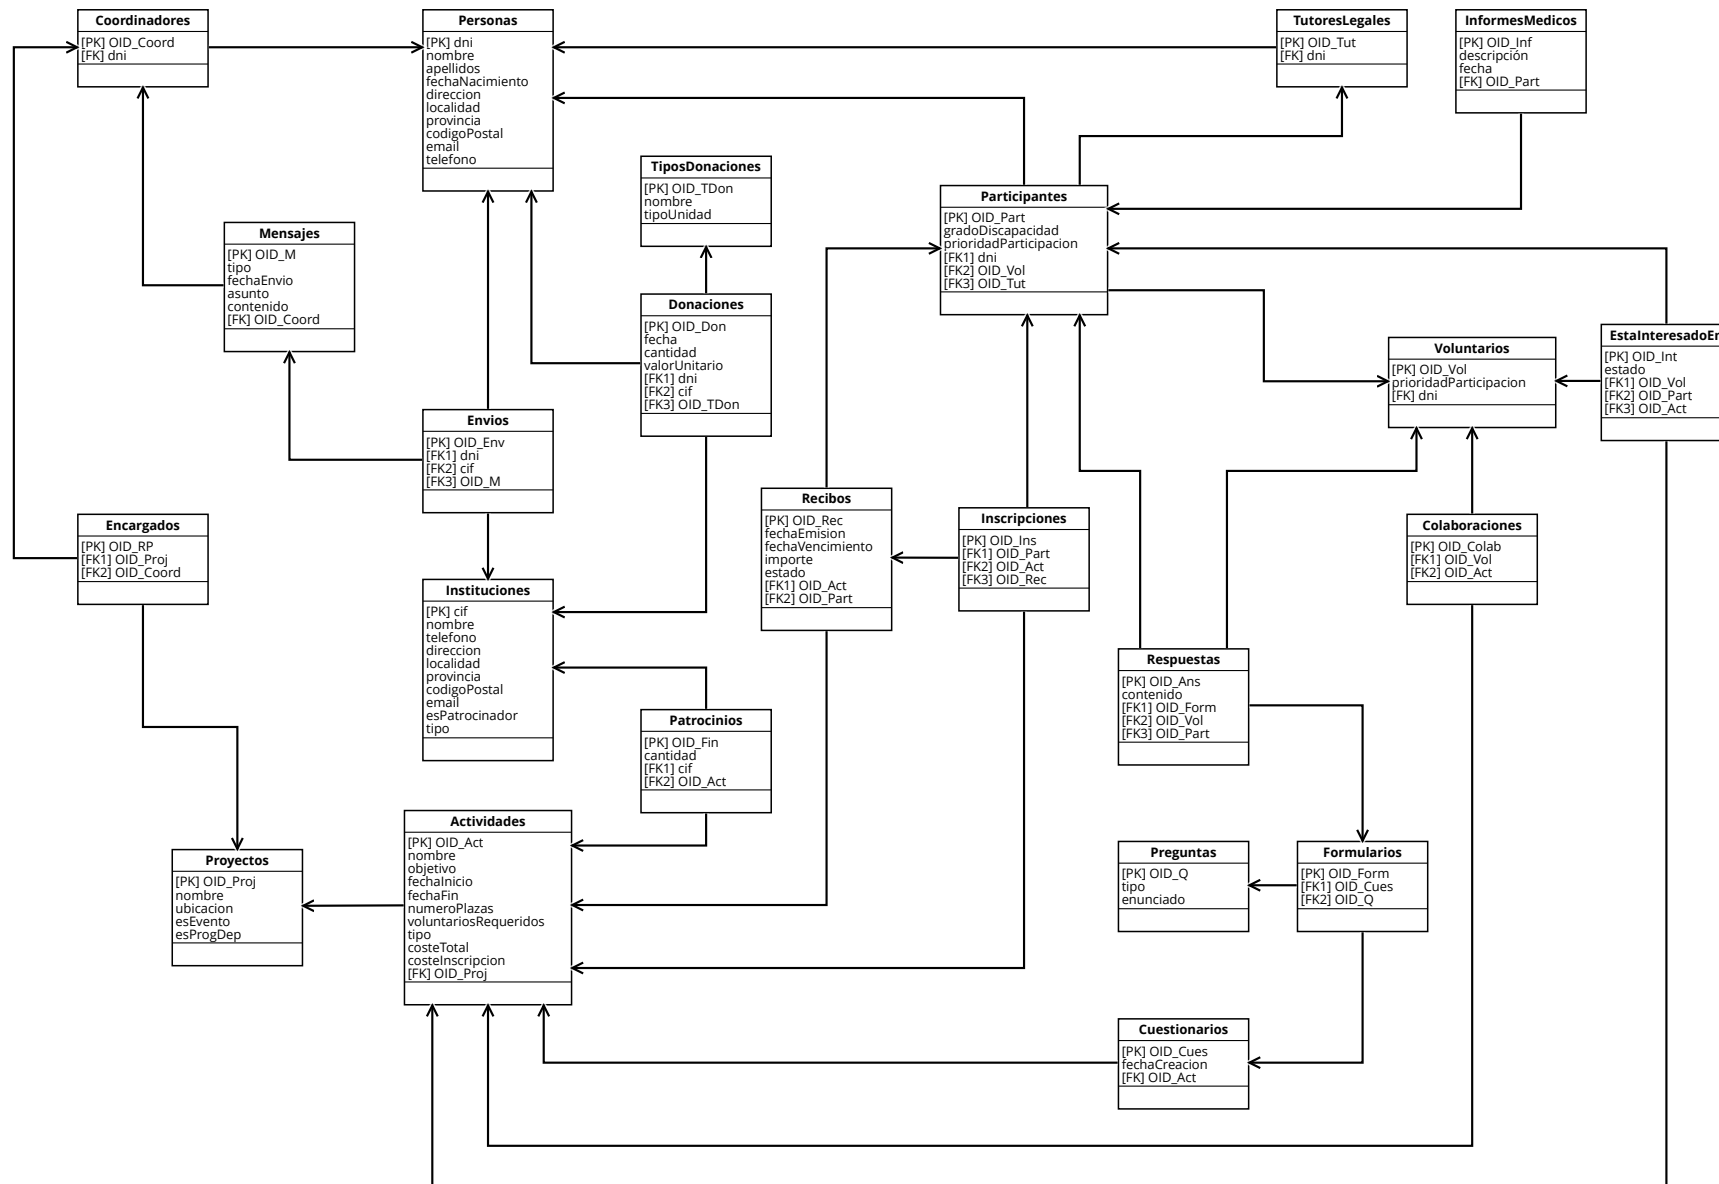 Coordinadores
[PK] OID_Coord
[FK] dni
Personas
[PK] dni
nombre
apellidos
fechaNacimiento
direccion
localidad
provincia
codigoPostal
email
telefono
TutoresLegales
[PK] OID_Tut
[FK] dni
InformesMedicos
[PK] OID_Inf
descripción
fecha
[FK] OID_Part
TiposDonaciones
[PK] OID_TDon
nombre
tipoUnidad
Participantes
[PK] OID_Part
gradoDiscapacidad
prioridadParticipacion
[FK1] dni
[FK2] OID_Vol
[FK3] OID_Tut
Mensajes
[PK] OID_M
tipo
fechaEnvio
asunto
contenido
[FK] OID_Coord
Donaciones
[PK] OID_Don
fecha
cantidad
valorUnitario
[FK1] dni
[FK2] cif
[FK3] OID_TDon
Voluntarios
[PK] OID_Vol
prioridadParticipacion
[FK] dni
EstaInteresadoEn
[PK] OID_Int
estado
[FK1] OID_Vol
[FK2] OID_Part
[FK3] OID_Act
Envios
[PK] OID_Env
[FK1] dni
[FK2] cif
[FK3] OID_M
Recibos
[PK] OID_Rec
fechaEmision
fechaVencimiento
importe
estado
[FK1] OID_Act
[FK2] OID_Part
Inscripciones
[PK] OID_Ins
[FK1] OID_Part
[FK2] OID_Act
[FK3] OID_Rec
Encargados
[PK] OID_RP
[FK1] OID_Proj
[FK2] OID_Coord
Colaboraciones
[PK] OID_Colab
[FK1] OID_Vol
[FK2] OID_Act
Instituciones
[PK] cif
nombre
telefono
direccion
localidad
provincia
codigoPostal
email
esPatrocinador
tipo
Respuestas
[PK] OID_Ans
contenido
[FK1] OID_Form
[FK2] OID_Vol
[FK3] OID_Part
Patrocinios
[PK] OID_Fin
cantidad
[FK1] cif
[FK2] OID_Act
Actividades
[PK] OID_Act
nombre
objetivo
fechaInicio
fechaFin
numeroPlazas
voluntariosRequeridos
tipo
costeTotal
costeInscripcion
[FK] OID_Proj
Proyectos
[PK] OID_Proj
nombre
ubicacion
esEvento
esProgDep
Preguntas
[PK] OID_Q
tipo
enunciado
Formularios
[PK] OID_Form
[FK1] OID_Cues
[FK2] OID_Q
Cuestionarios
[PK] OID_Cues
fechaCreacion
[FK] OID_Act